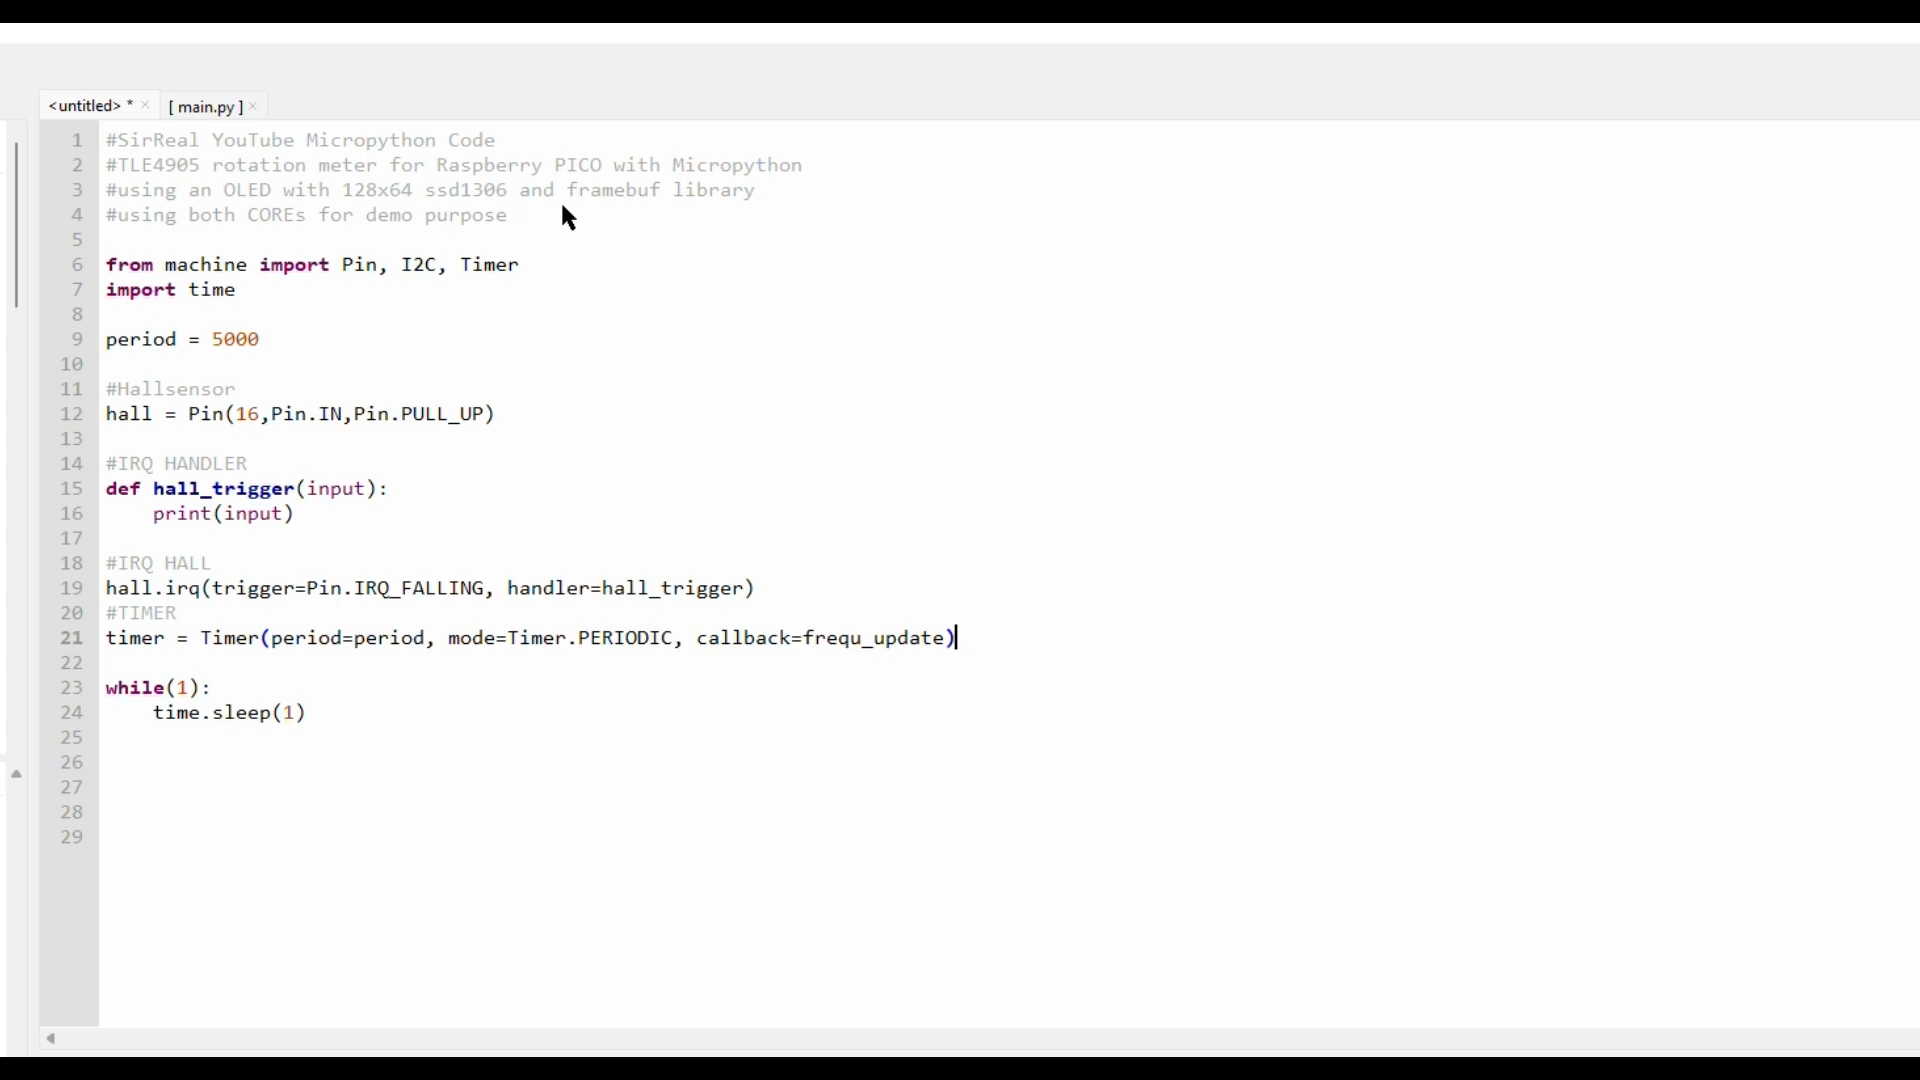 <untitled> * × [ main.py ] ×
1 #SirReal YouTube Micropython Code
2 #TLE4905 rotation meter for Raspberry PICO with Micropython
3 #using an OLED with 128x64 ssd1306 and framebuf library
4 #using both COREs for demo purpose
5
6 from machine import Pin, I2C, Timer
7 import time
8
9 period = 5000
10
11 #Hallsensor
12 hall = Pin(16,Pin.IN,Pin.PULL_UP)
13
14 #IRQ HANDLER
15 def hall_trigger(input):
16     print(input)
17
18 #IRQ HALL
19 hall.irq(trigger=Pin.IRQ_FALLING, handler=hall_trigger)
20 #TIMER
21 timer = Timer(period=period, mode=Timer.PERIODIC, callback=frequ_update)
22
23 while(1):
24     time.sleep(1)
25
26
27
28
29